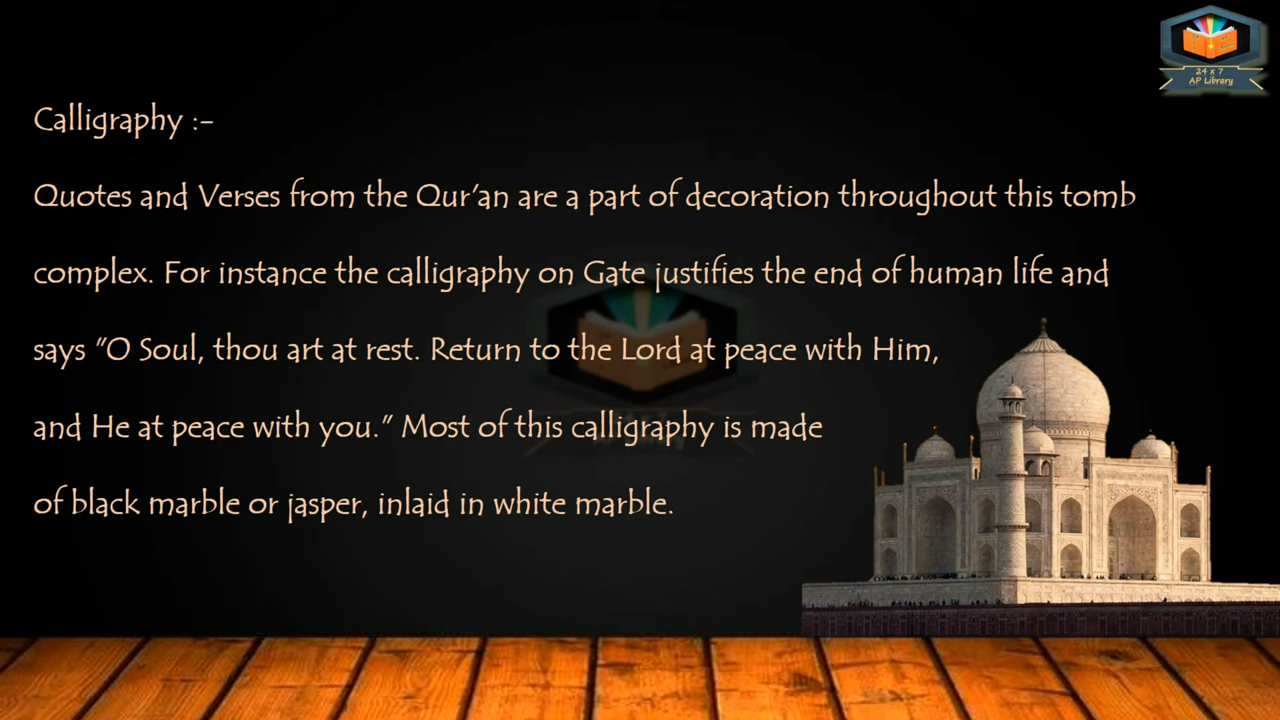 24 x 7
AP Library
Calligraphy :-
Quotes and Verses from the Qur'an are a part of decoration throughout this tomb
complex. For instance the calligraphy on Gate justifies the end of human life and
says "O Soul, thou art at rest. Return to the Lord at peace with Him,
and He at peace with you." Most of this calligraphy is made
of black marble or jasper, inlaid in white marble.